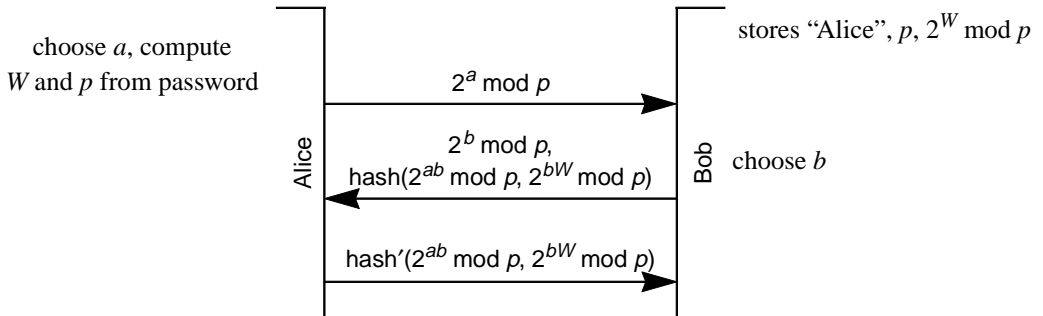 choose a, compute
W and p from password
stores “Alice”, p, 2^W mod p
2^a mod p
Alice
Bob
2^b mod p,
hash(2^ab mod p, 2^bW mod p)
choose b
hash′(2^ab mod p, 2^bW mod p)